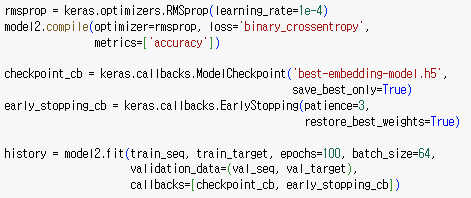 rmsprop = keras.optimizers.RMSprop(learning_rate=1e-4)
model2.compile(optimizer=rmsprop, loss='binary_crossentropy',
metrics=['accuracy'])
checkpoint_cb = keras.callbacks.ModelCheckpoint('best-embedding-model.h5',
save_best_only=True)
early_stopping_cb = keras.callbacks.EarlyStopping(patience=3,
restore_best_weights=True)
history = model2.fit(train_seq, train_target, epochs=100, batch_size=64,
validation_data=(val_seq, val_target),
callbacks=[checkpoint_cb, early_stopping_cb])